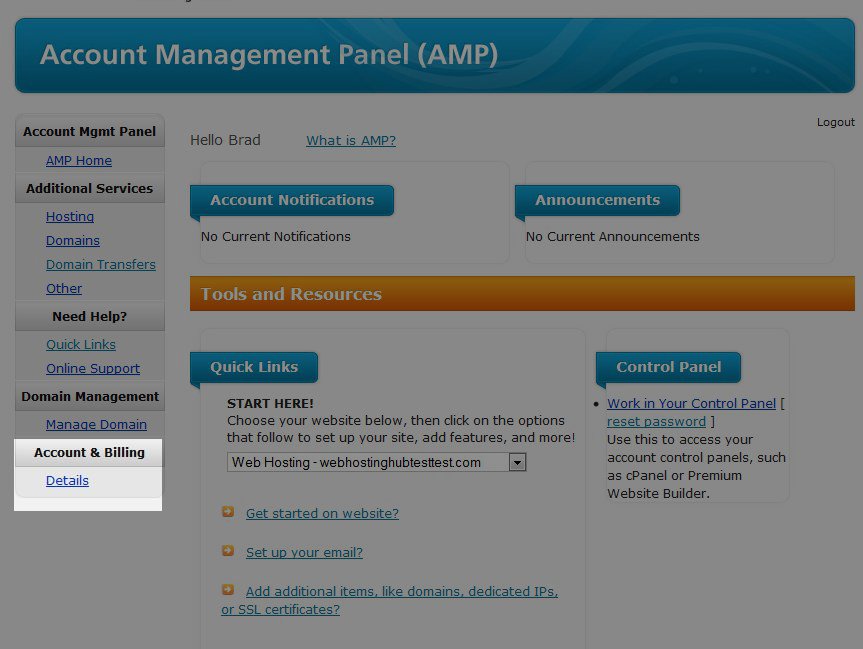 Account Management Panel (AMP)
Logout
Account Mgmt Panel
AMP Home
Additional Services
Hosting
Domains
Domain Transfers
Other
Need Help?
Quick Links
Online Support
Domain Management
Manage Domain
Account & Billing
Details
Hello Brad What is AMP?
Account Notifications
No Current Notifications
Announcements
No Current Announcements
Tools and Resources
Quick Links
START HERE!
Choose your website below, then click on the options
that follow to set up your site, add features, and more!
Web Hosting - webhostinghubtesttest.com
Get started on website?
Set up your email?
Add additional items, like domains, dedicated IPs,
or SSL certificates?
Control Panel
Work in Your Control Panel [
reset password ]
Use this to access your
account control panels, such
as cPanel or Premium
Website Builder.